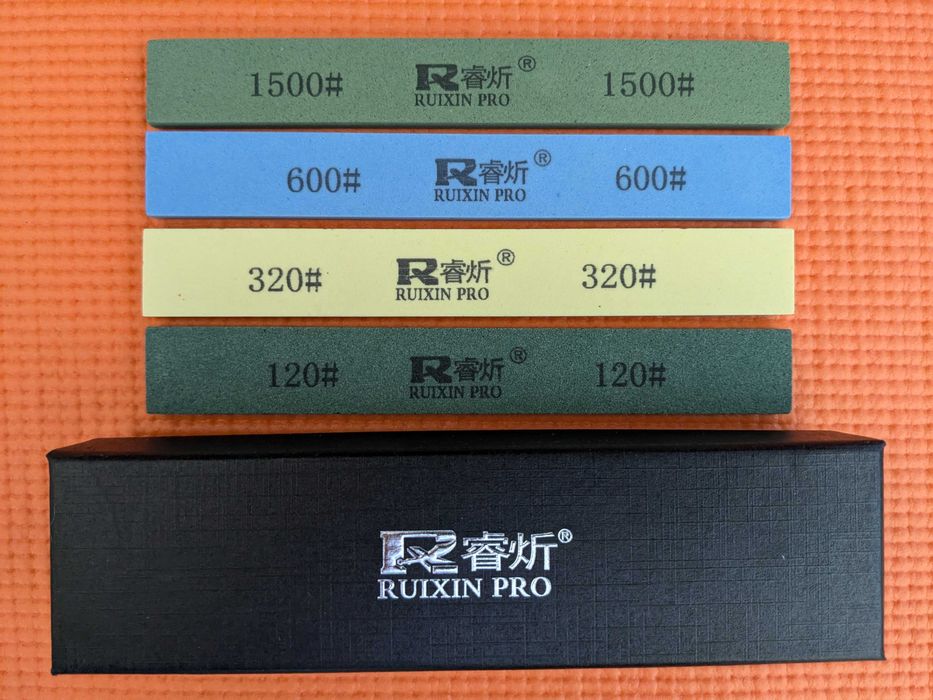 1500# R睿炘® 1500#
RUIXIN PRO
600# R睿炘® 600#
RUIXIN PRO
320# R睿炘® 320#
RUIXIN PRO
120# R睿炘® 120#
RUIXIN PRO
R睿炘®
RUIXIN PRO